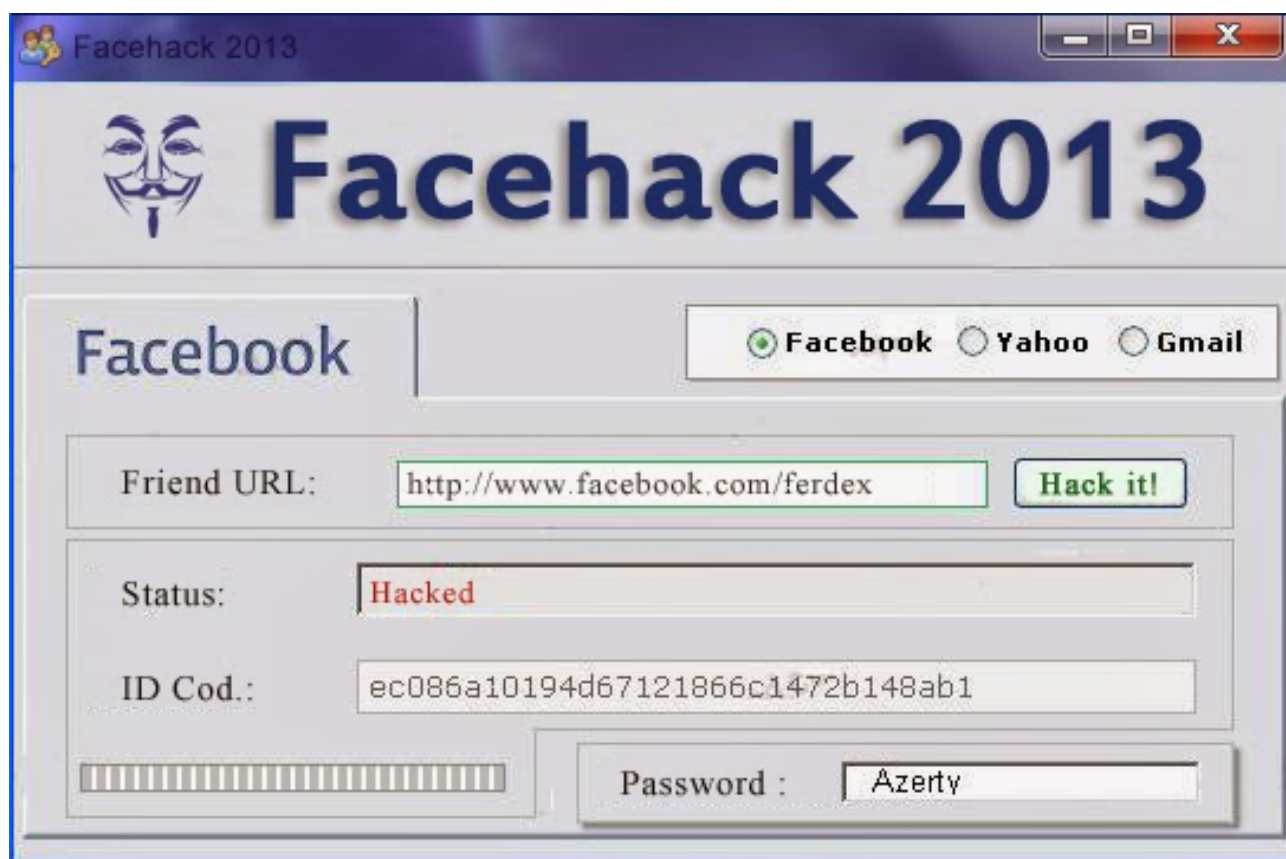 Facehack 2013
Facehack 2013
Facebook
Facebook Yahoo Gmail
Friend URL: http://www.facebook.com/ferdex Hack it!
Status: Hacked
ID Cod.: ec086a10194d67121866c1472b148ab1
Password : Azerty